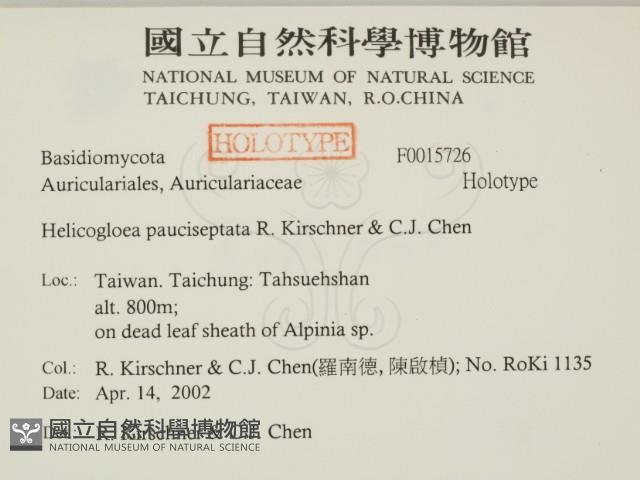 國立自然科學博物館
NATIONAL MUSEUM OF NATURAL SCIENCE
TAICHUNG, TAIWAN, R.O.CHINA
HOLOTYPE
Basidiomycota F0015726
Auriculariales, Auriculariaceae Holotype
Helicogloea pauciseptata R. Kirschner & C.J. Chen
Loc.: Taiwan. Taichung: Tahsuehshan
alt. 800m;
on dead leaf sheath of Alpinia sp.
Col.: R. Kirschner & C.J. Chen(羅南德, 陳啟楨); No. RoKi 1135
Date: Apr. 14, 2002
R. Kirschner & C.J. Chen
國立自然科學博物館
NATIONAL MUSEUM OF NATURAL SCIENCE